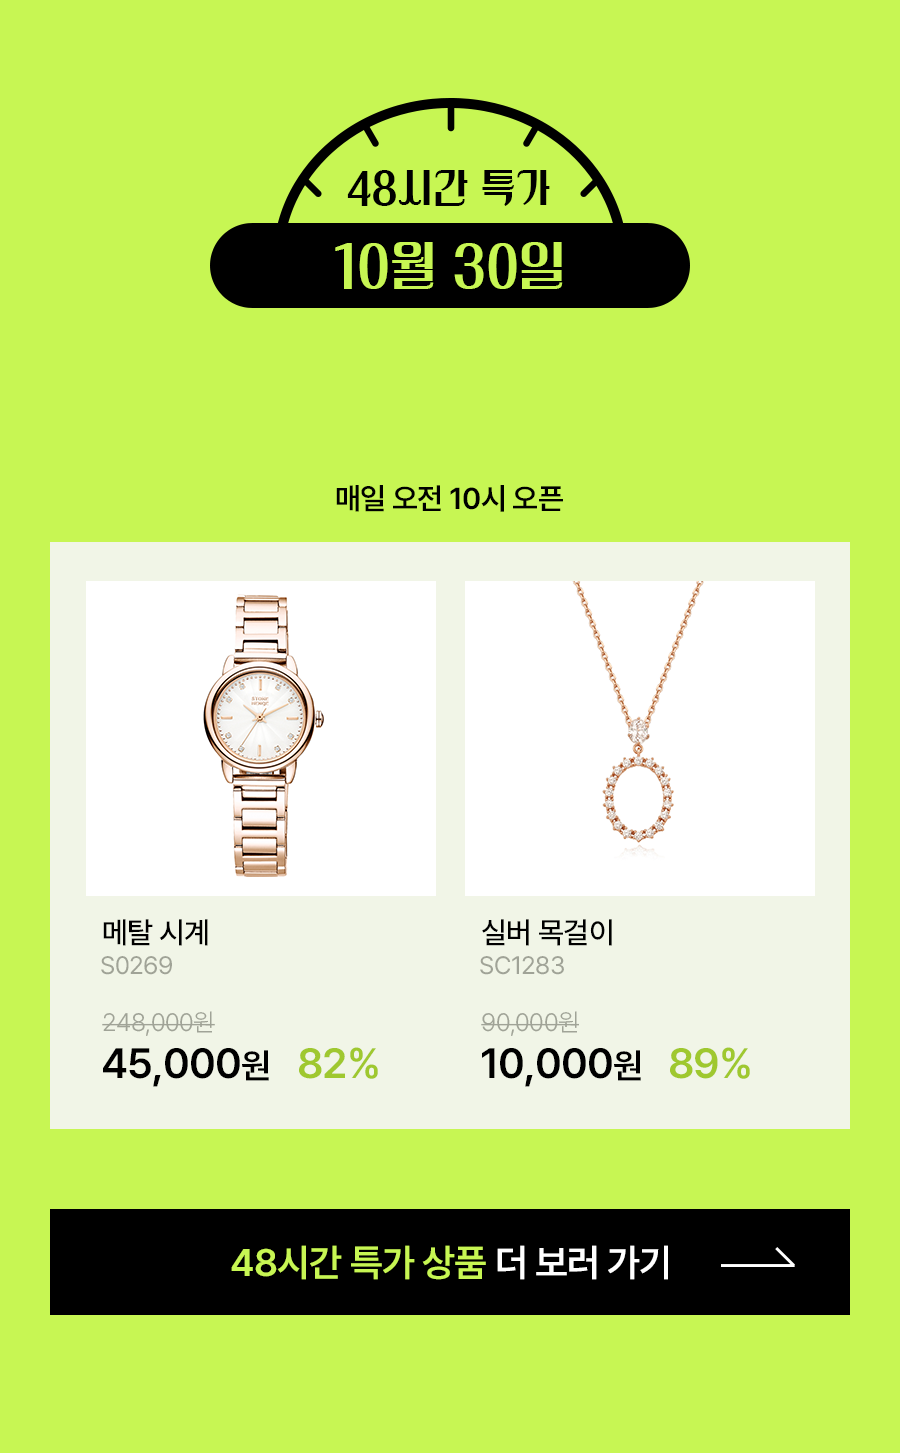 48시간 특가
10월 30일
매일 오전 10시 오픈
STONE
HENGE
메탈 시계
S0269
248,000원
45,000원 82%
실버 목걸이
SC1283
90,000원
10,000원 89%
48시간 특가 상품 더 보러 가기